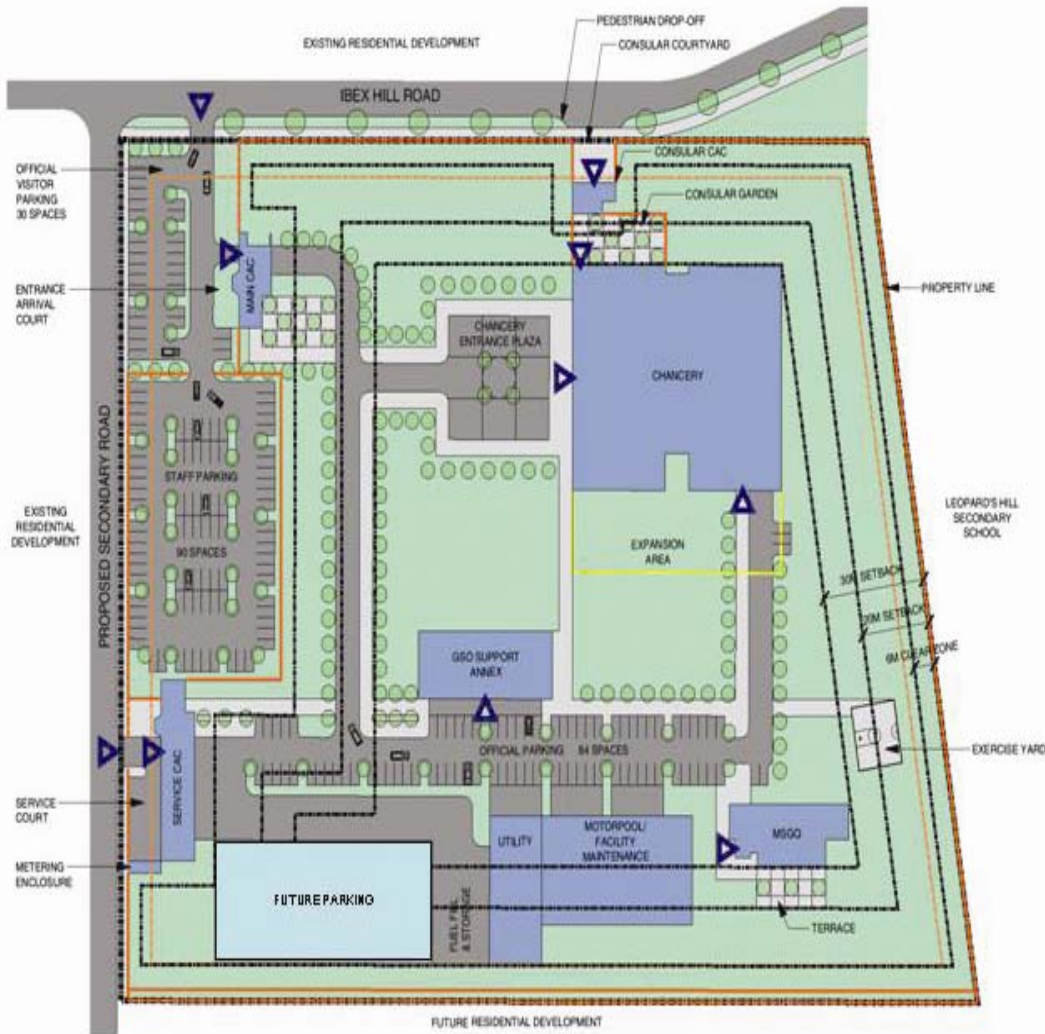 PEDESTRIAN DROP-OFF
EXISTING RESIDENTIAL DEVELOPMENT
CONSULAR COURTYARD
IBEX HILL ROAD
CONSULAR CAC
OFFICIAL
VISITOR
PARKING
30 SPACES
CONSULAR GARDEN
MAIN CAC
ENTRANCE
ARRIVAL
COURT
PROPERTY LINE
CHANCERY
ENTRANCE PLAZA
CHANCERY
STAFF PARKING
90 SPACES
EXISTING
RESIDENTIAL
DEVELOPMENT
PROPOSED SECONDARY ROAD
LEOPARD'S HILL
SECONDARY
SCHOOL
EXPANSION
AREA
30M SETBACK
20M SETBACK
6M CLEAR ZONE
GSO SUPPORT
ANNEX
OFFICIAL PARKING 84 SPACES
EXERCISE YARD
SERVICE CAC
SERVICE
COURT
METERING
ENCLOSURE
UTILITY
MOTORPOOL/
FACILITY
MAINTENANCE
MSGQ
FUTURE PARKING
FUEL FILL
& STORAGE
TERRACE
FUTURE RESIDENTIAL DEVELOPMENT